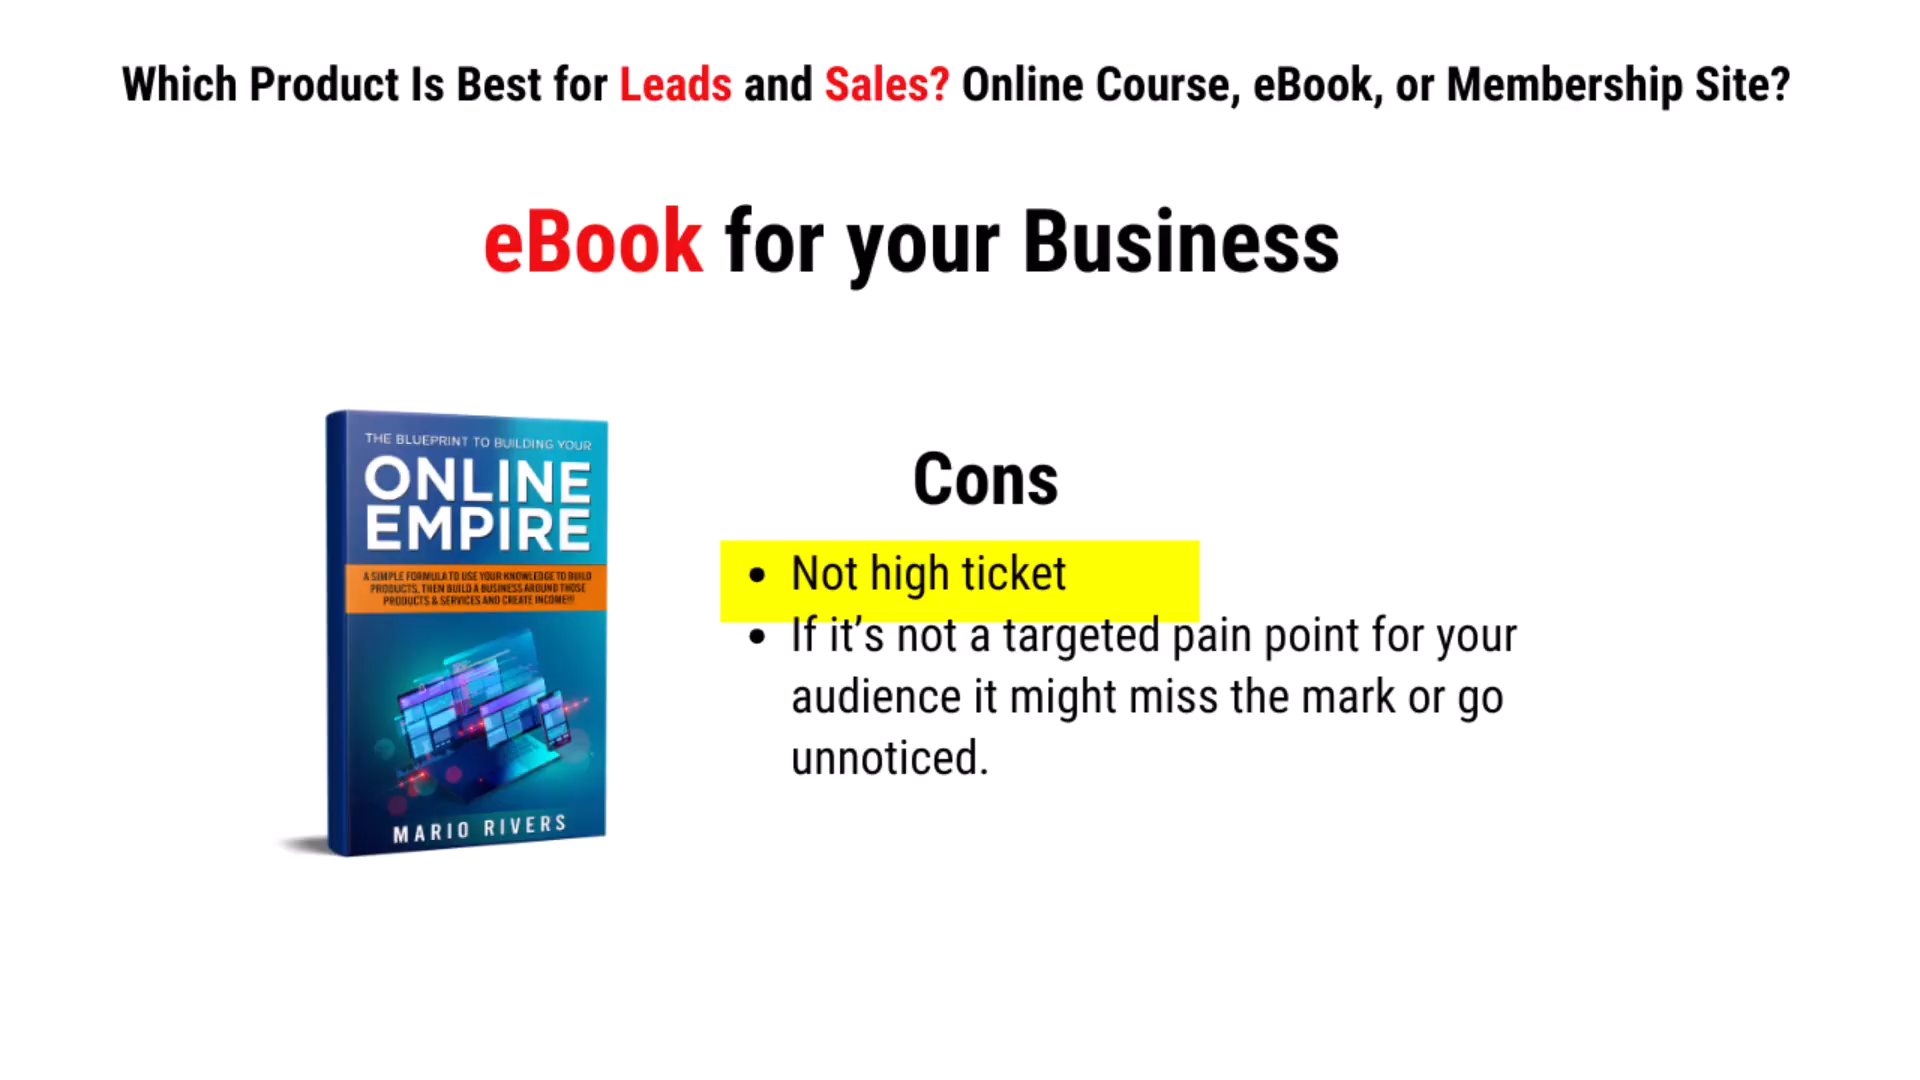 Which Product Is Best for Leads and Sales? Online Course, eBook, or Membership Site?
eBook for your Business
THE BLUEPRINT TO BUILDING YOUR
ONLINE
EMPIRE
A SIMPLE FORMULA TO USE YOUR KNOWLEDGE TO BUILD
PRODUCTS, THEN BUILD A BUSINESS AROUND THOSE
PRODUCTS & SERVICES AND CREATE INCOME!!!
MARIO RIVERS
Cons
• Not high ticket
• If it’s not a targeted pain point for your
audience it might miss the mark or go
unnoticed.